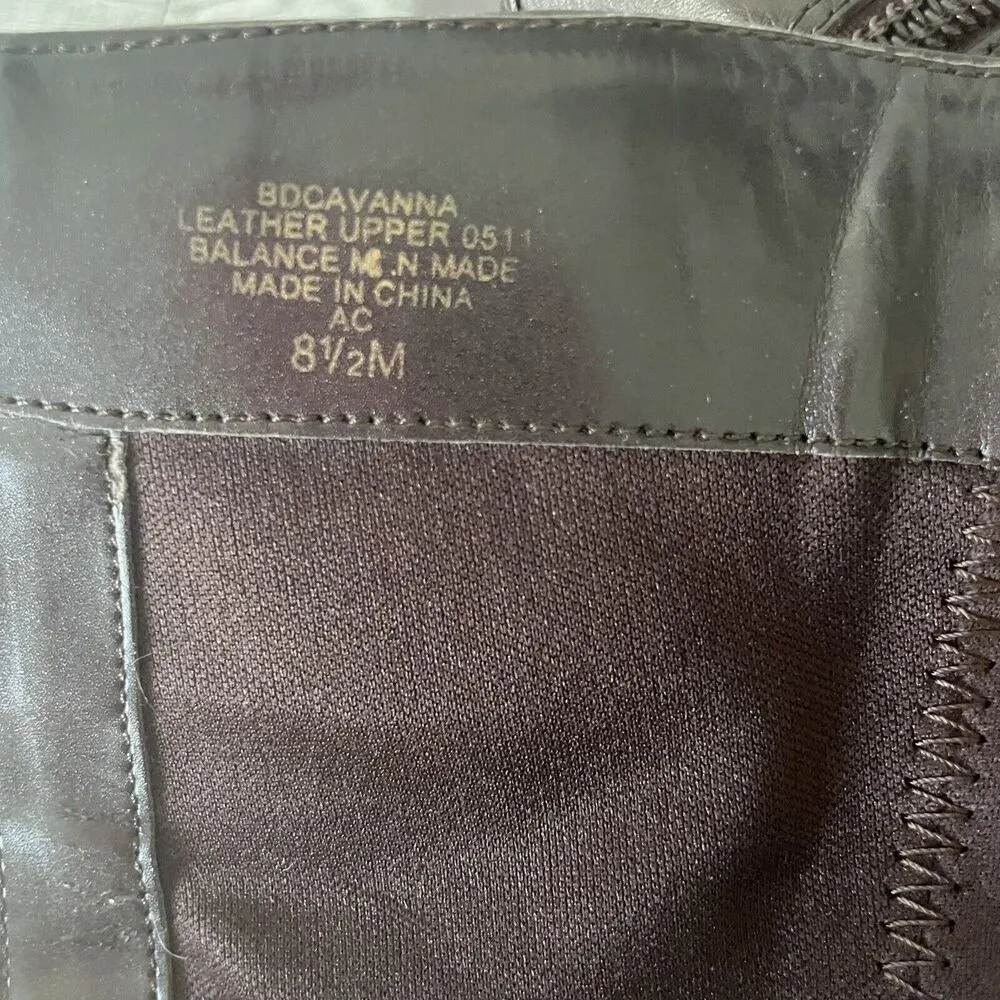 BDCAVANNA
LEATHER UPPER 0511
BALANCE MADE
MADE IN CHINA
AC
8½M